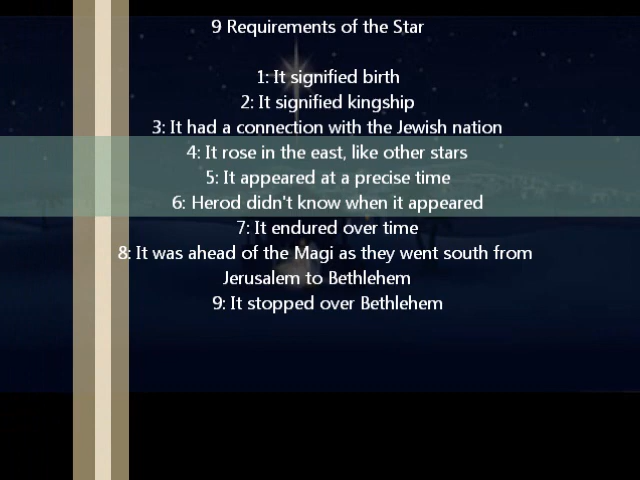 9 Requirements of the Star
1: It signified birth
2: It signified kingship
3: It had a connection with the Jewish nation
4: It rose in the east, like other stars
5: It appeared at a precise time
6: Herod didn't know when it appeared
7: It endured over time
8: It was ahead of the Magi as they went south from
Jerusalem to Bethlehem
9: It stopped over Bethlehem